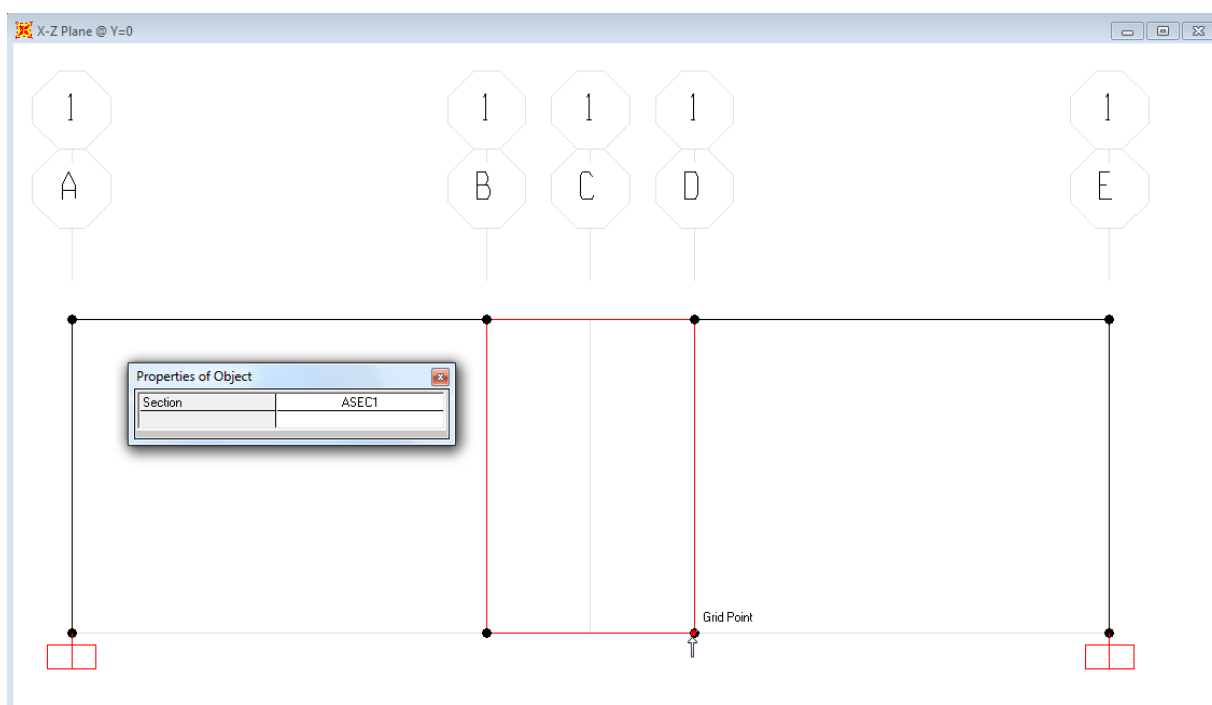 X-Z Plane @ Y=0
1 1 1 1 1
A B C D E
Properties of Object
Section ASEC1
Grid Point